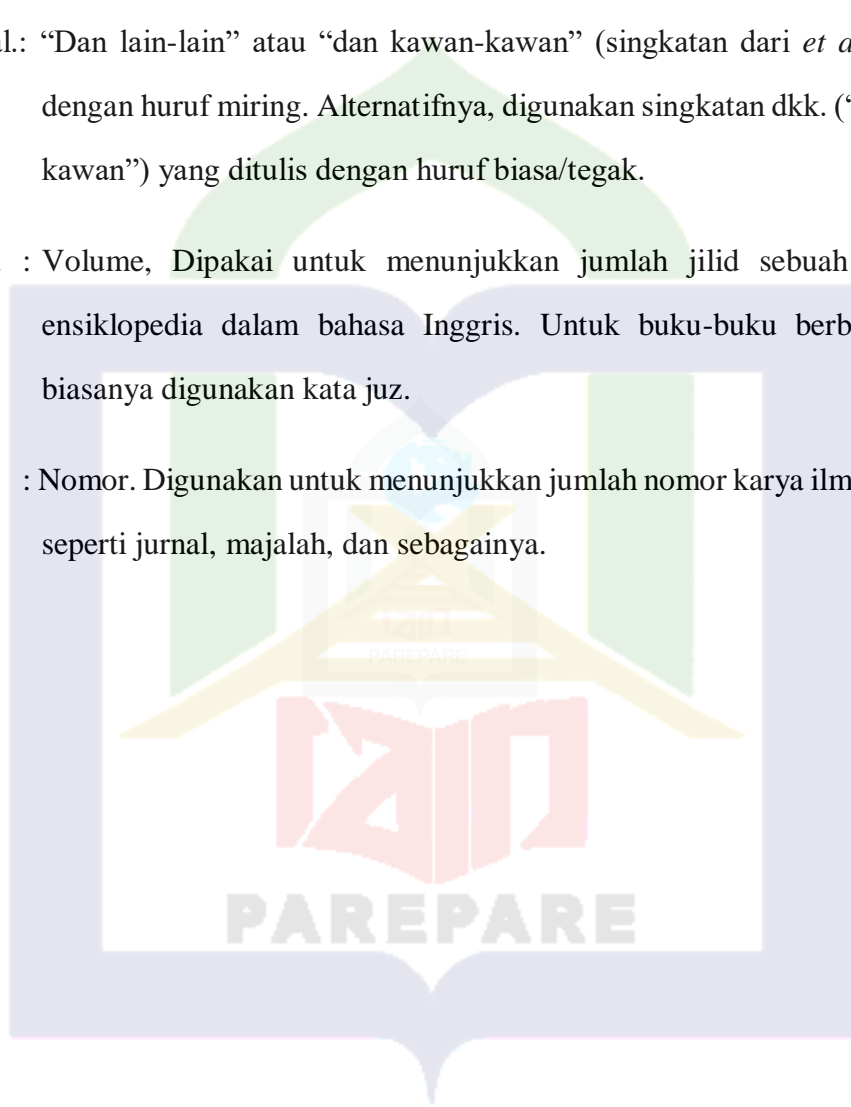 al.: “Dan lain-lain” atau “dan kawan-kawan” (singkatan dari et a
dengan huruf miring. Alternatifnya, digunakan singkatan dkk. (“
kawan”) yang ditulis dengan huruf biasa/tegak.
. : Volume, Dipakai untuk menunjukkan jumlah jilid sebuah
ensiklopedia dalam bahasa Inggris. Untuk buku-buku berb
biasanya digunakan kata juz.
: Nomor. Digunakan untuk menunjukkan jumlah nomor karya ilm
seperti jurnal, majalah, dan sebagainya.
iain
PAREPARE
iain
PAREPARE